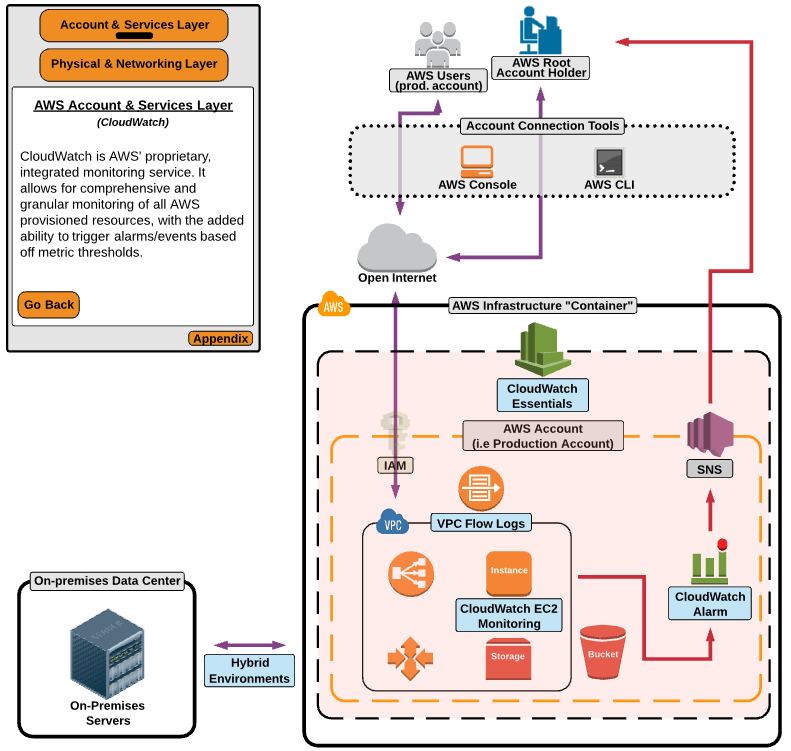 Account & Services Layer
Physical & Networking Layer
AWS Account & Services Layer
(CloudWatch)
CloudWatch is AWS' proprietary,
integrated monitoring service. It
allows for comprehensive and
granular monitoring of all AWS
provisioned resources, with the added
ability to trigger alarms/events based
off metric thresholds.
Go Back
Appendix
AWS Users
(prod. account)
AWS Root
Account Holder
Account Connection Tools
AWS Console
AWS CLI
Open Internet
AWS
AWS Infrastructure "Container"
CloudWatch
Essentials
AWS Account
(i.e Production Account)
IAM
SNS
VPC
VPC Flow Logs
Instance
CloudWatch EC2
Monitoring
Storage
Bucket
CloudWatch
Alarm
On-premises Data Center
On-Premises
Servers
Hybrid
Environments